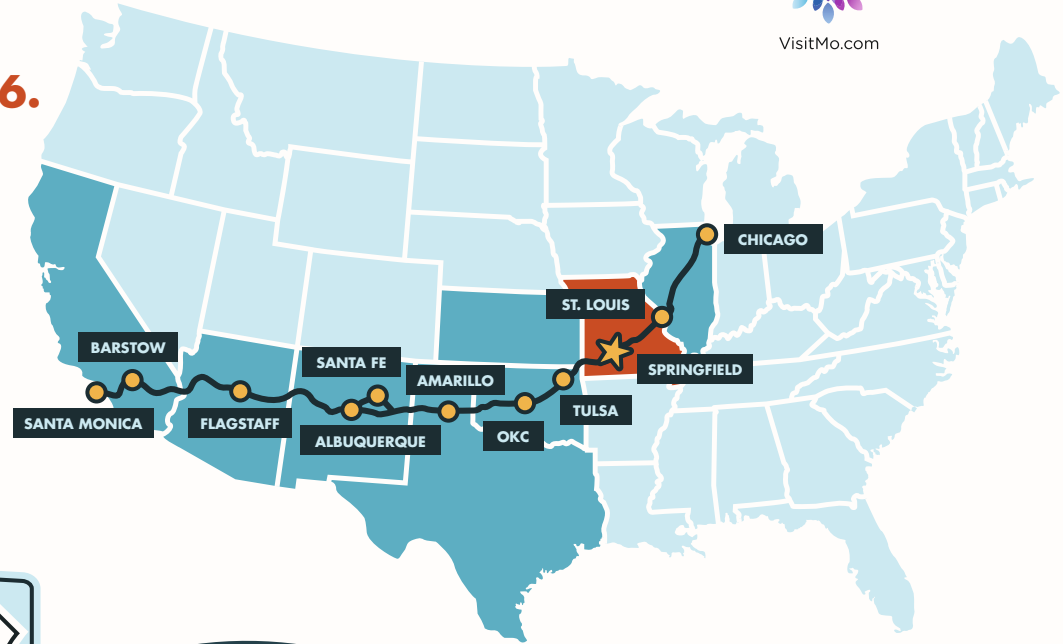 VisitMo.com
6.
CHICAGO
ST. LOUIS
BARSTOW
SANTA FE
SPRINGFIELD
AMARILLO
TULSA
SANTA MONICA
FLAGSTAFF
ALBUQUERQUE
OKC